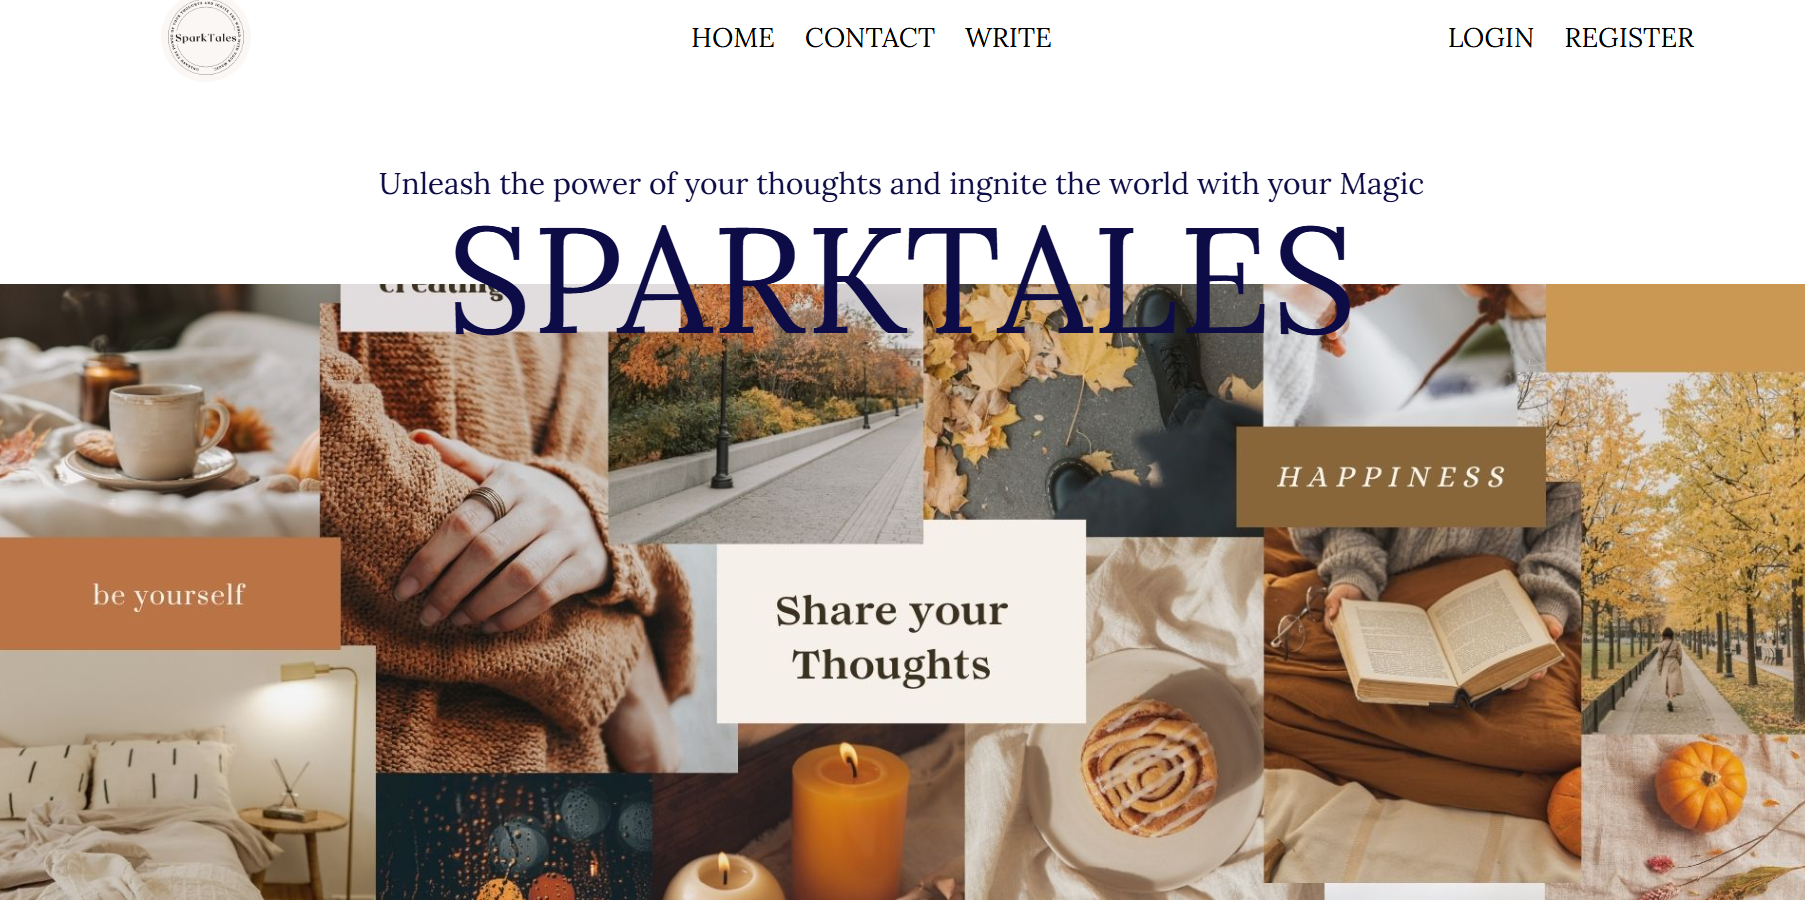 SparkTales
HOME CONTACT WRITE
LOGIN REGISTER
Unleash the power of your thoughts and ingnite the world with your Magic
SPARKTALES
creating
HAPPINESS
be yourself
Share your
Thoughts